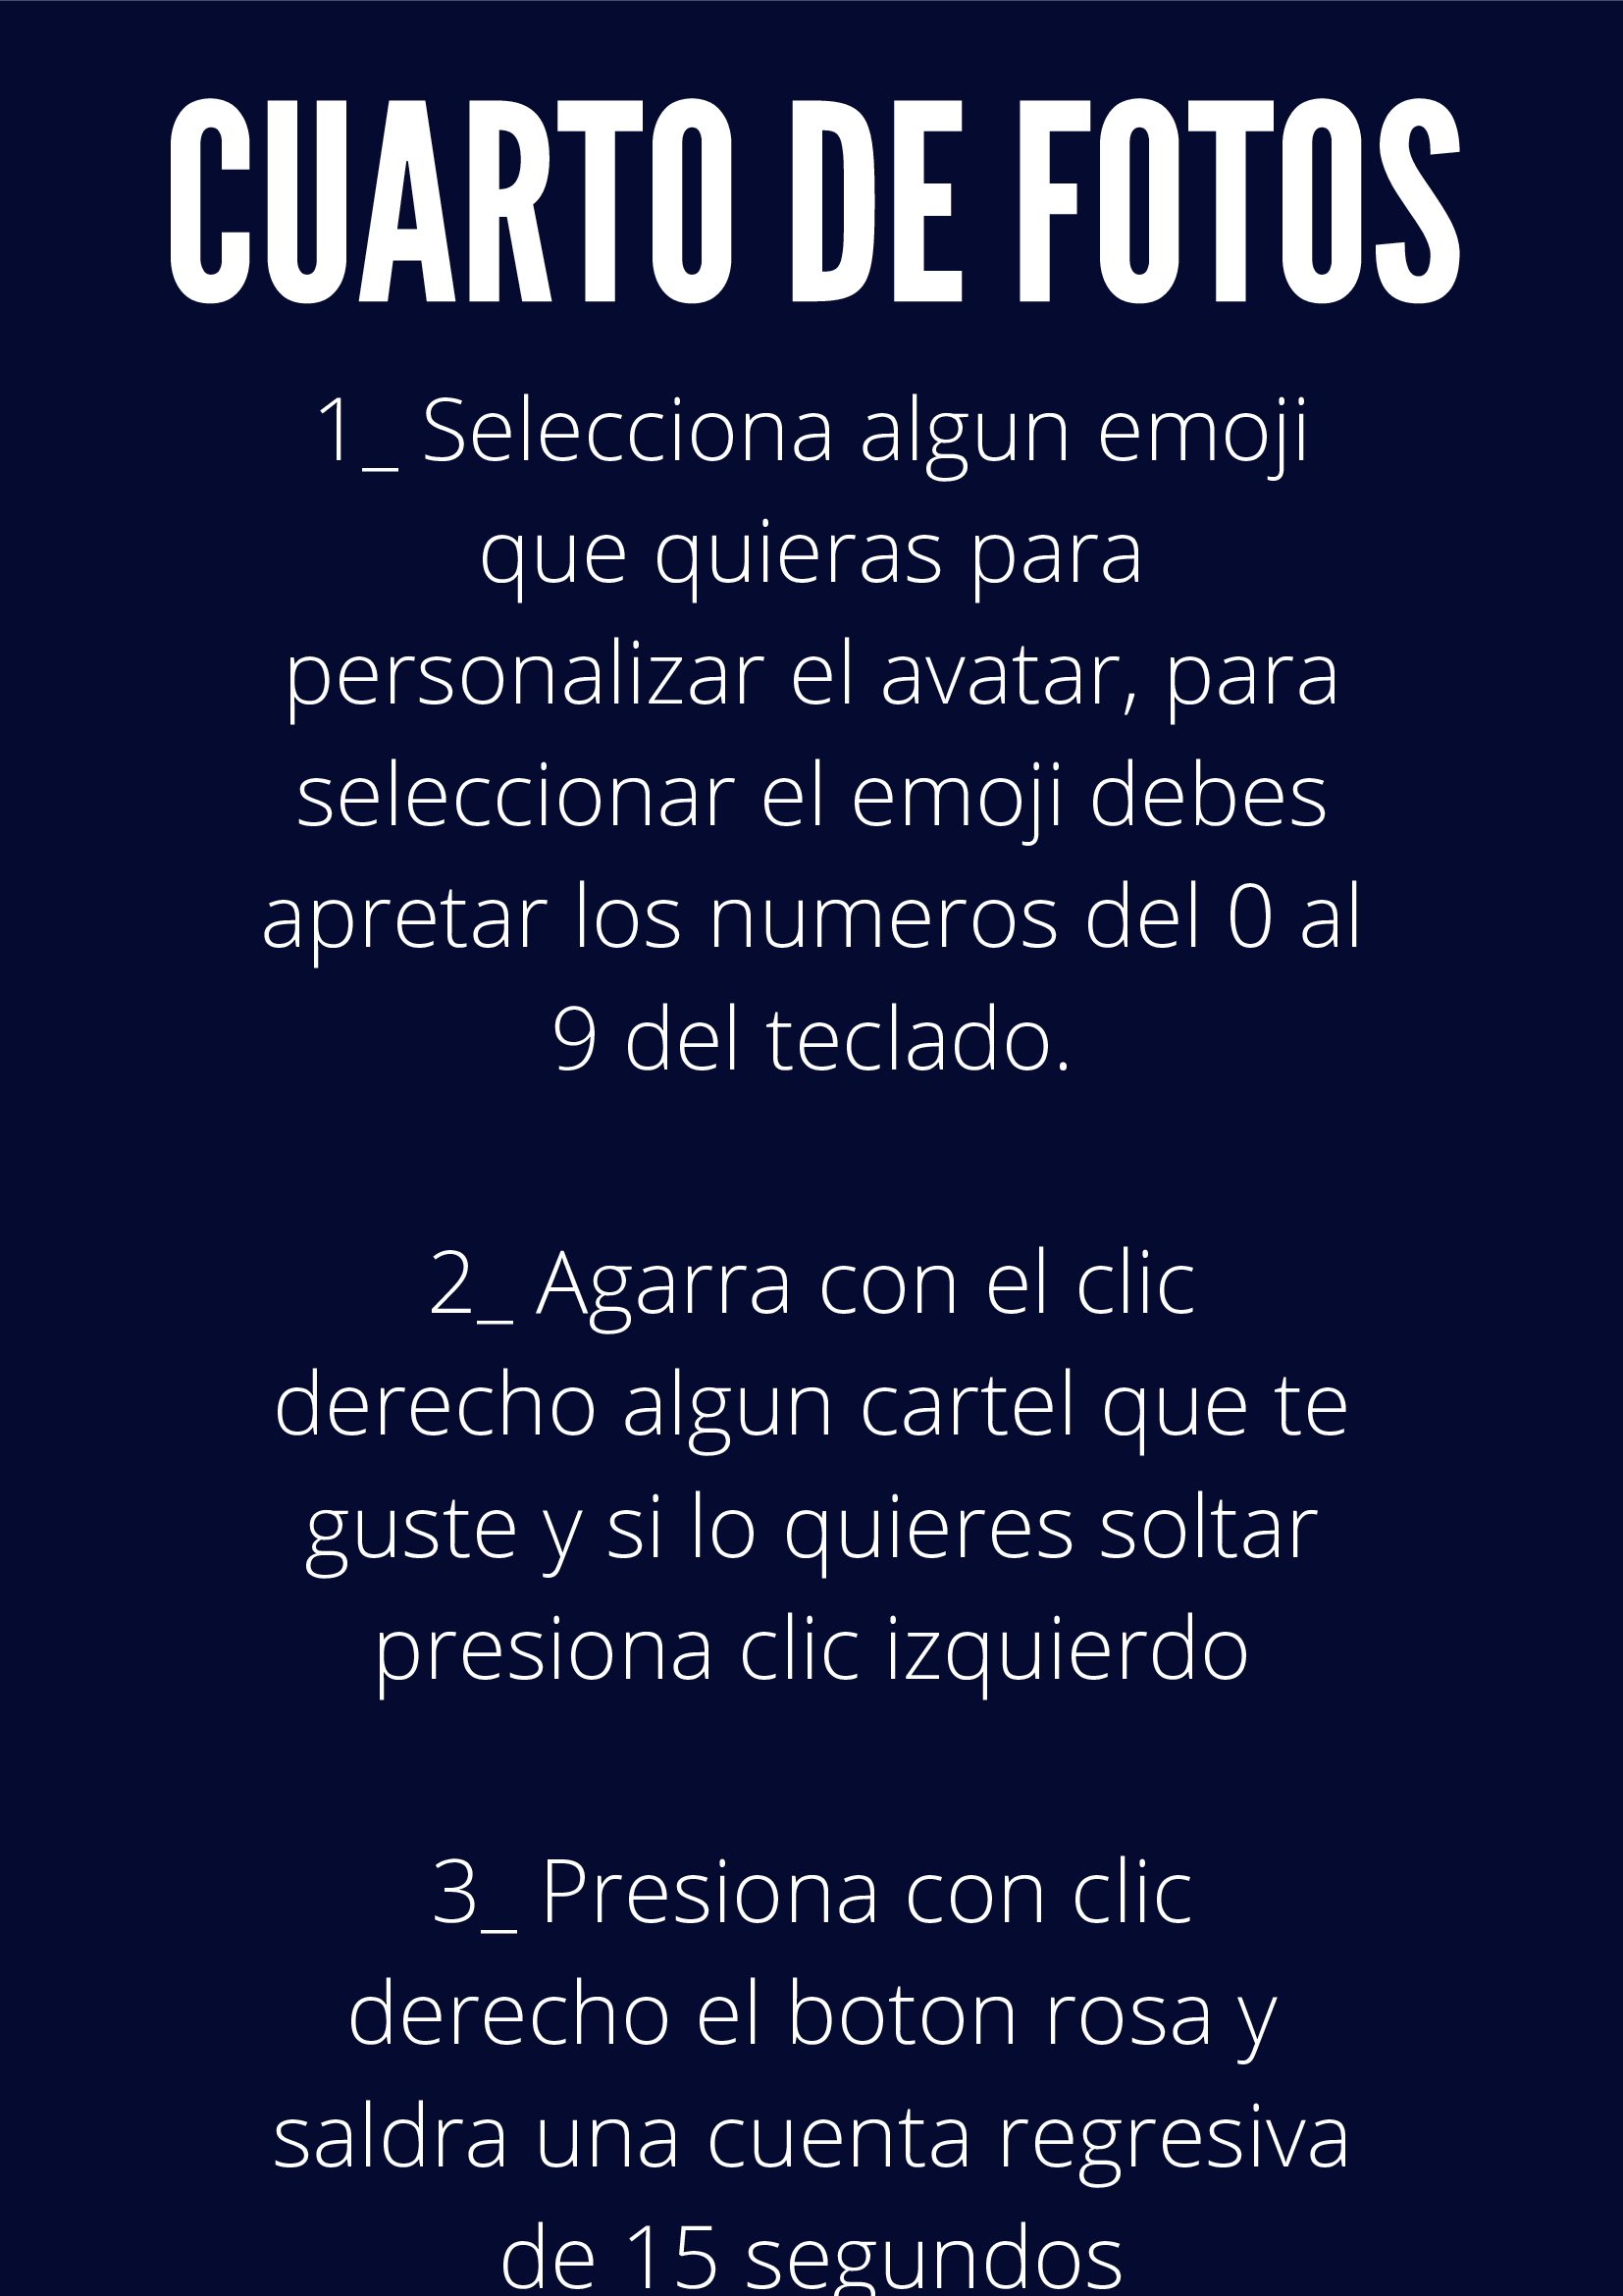 CUARTO DE FOTOS
1_ Selecciona algun emoji
que quieras para
personalizar el avatar, para
seleccionar el emoji debes
apretar los numeros del 0 al
9 del teclado.
2_ Agarra con el clic
derecho algun cartel que te
guste y si lo quieres soltar
presiona clic izquierdo
3_ Presiona con clic
derecho el boton rosa y
saldra una cuenta regresiva
de 15 segundos